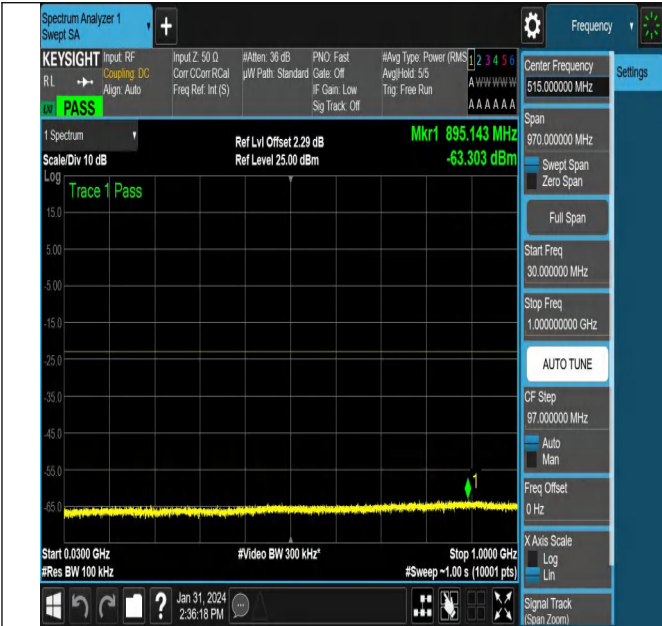 Spectrum Analyzer 1
Swept SA
+
Frequency
KEYSIGHT
RL
LXI
PASS
Input: RF
Coupling: DC
Align: Auto
Input Z: 50 Ω
Corr CCorr RCal
Freq Ref: Int (S)
#Atten: 36 dB
µW Path: Standard
PNO: Fast
Gate: Off
IF Gain: Low
Sig Track: Off
#Avg Type: Power (RMS
Avg|Hold: 5/5
Trig: Free Run
1 2 3 4 5 6
A W W W W W
A A A A A A
1 Spectrum
Scale/Div 10 dB
Log
Ref Lvl Offset 2.29 dB
Ref Level 25.00 dBm
Mkr1 895.143 MHz
-63.303 dBm
Trace 1 Pass
15.0
5.00
-5.00
-15.0
-25.0
-35.0
-45.0
-55.0
-65.0
1
Start 0.0300 GHz
#Res BW 100 kHz
#Video BW 300 kHz*
Stop 1.0000 GHz
#Sweep ~1.00 s (10001 pts)
?
Jan 31, 2024
2:36:18 PM
Center Frequency
515.000000 MHz
Settings
Span
970.000000 MHz
Swept Span
Zero Span
Full Span
Start Freq
30.000000 MHz
Stop Freq
1.000000000 GHz
AUTO TUNE
CF Step
97.000000 MHz
Auto
Man
Freq Offset
0 Hz
X Axis Scale
Log
Lin
Signal Track
(Span Zoom)